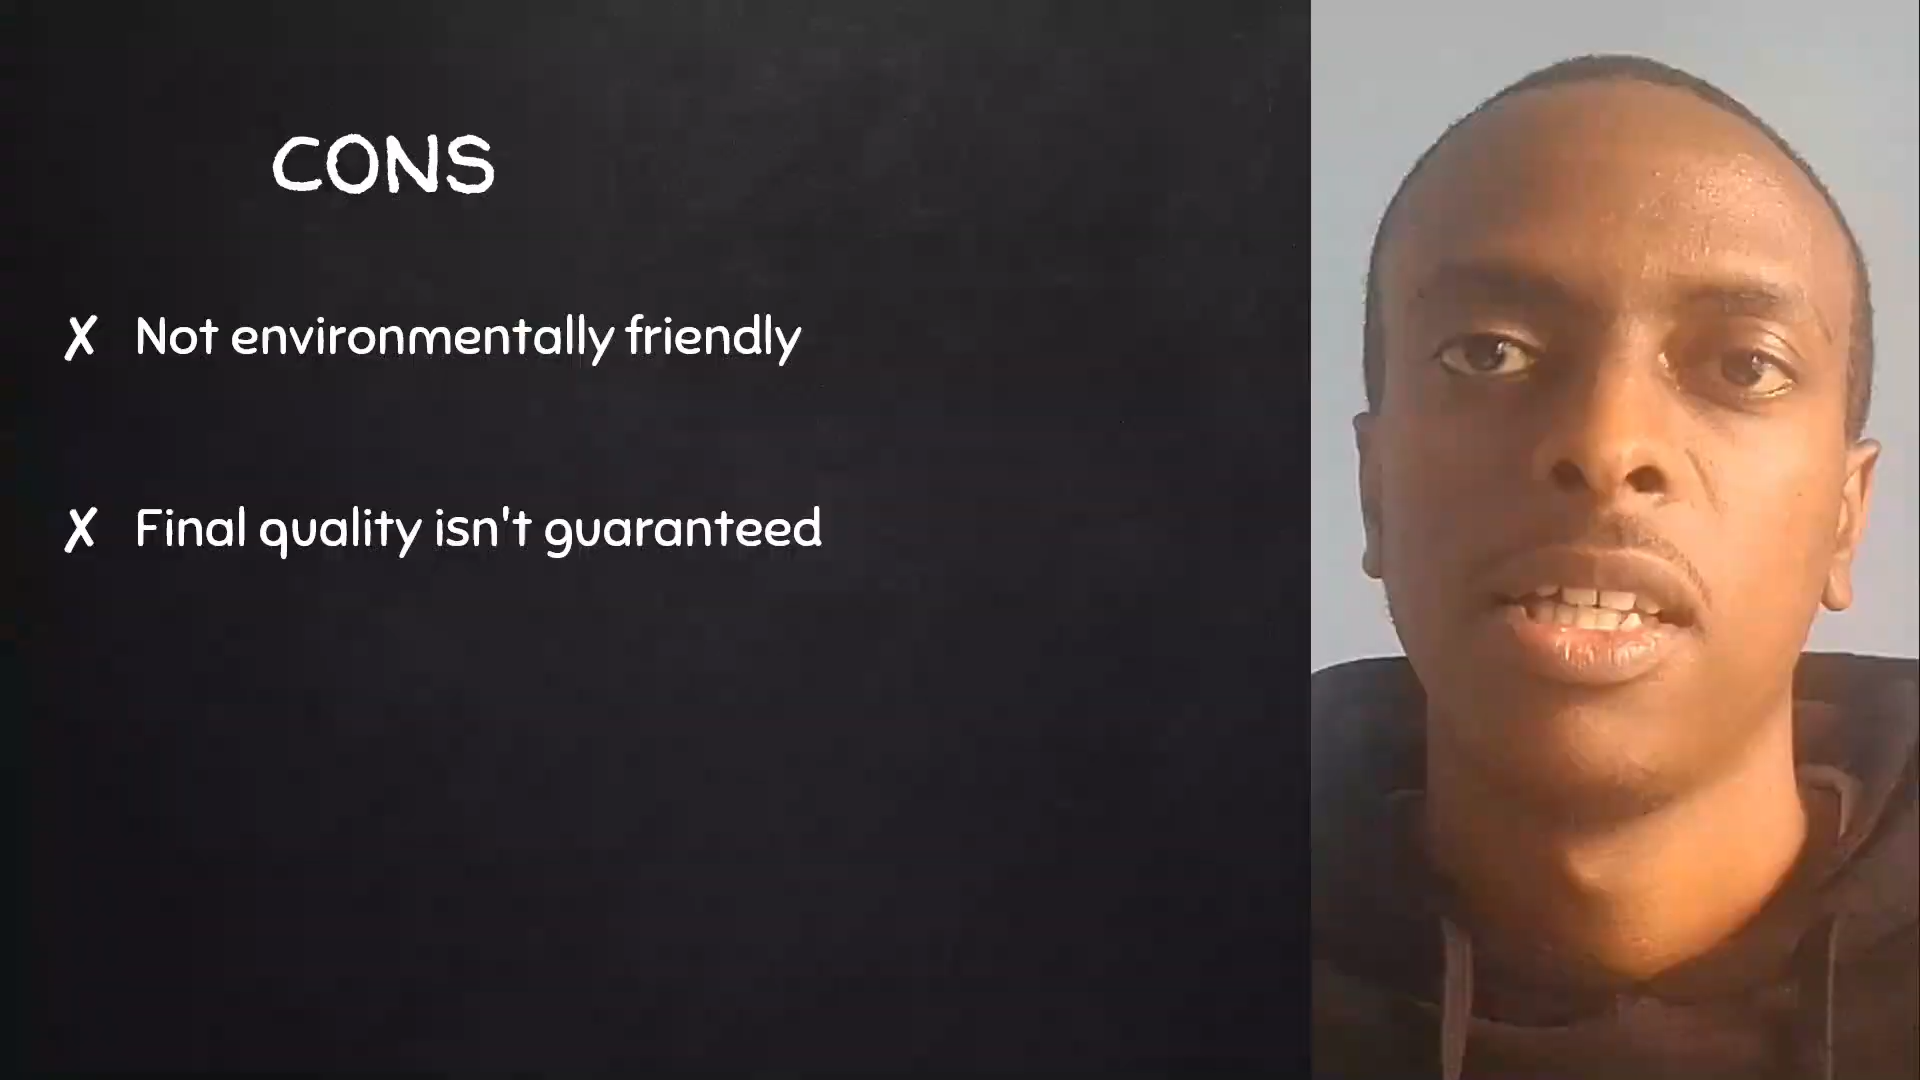 CONS
✗ Not environmentally friendly
✗ Final quality isn't guaranteed